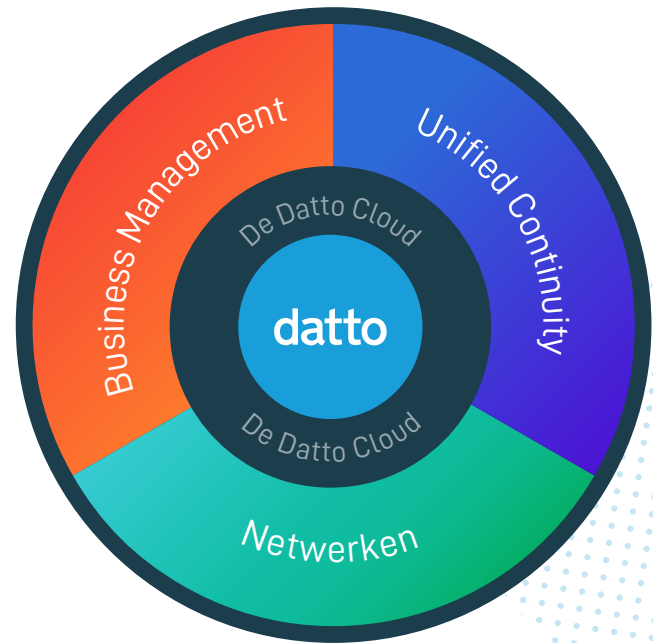 Business Management
Unified Continuity
De Datto Cloud
datto
De Datto Cloud
Netwerken